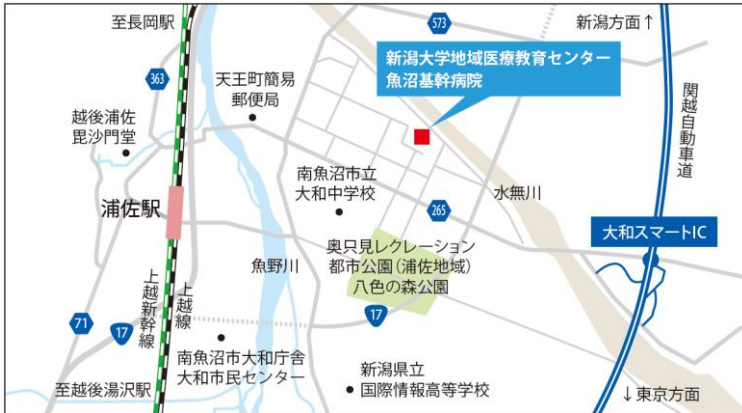 至長岡駅
573
新潟方面↑
363
天王町簡易
郵便局
新潟大学地域医療教育センター
魚沼基幹病院
関越自動車道
越後浦佐
毘沙門堂
南魚沼市立
大和中学校
水無川
浦佐駅
265
大和スマートIC
魚野川
奥只見レクレーション
都市公園(浦佐地域)
八色の森公園
上越新幹線
上越線
71
17
17
南魚沼市大和庁舎
大和市民センター
新潟県立
国際情報高等学校
至越後湯沢駅
↓東京方面